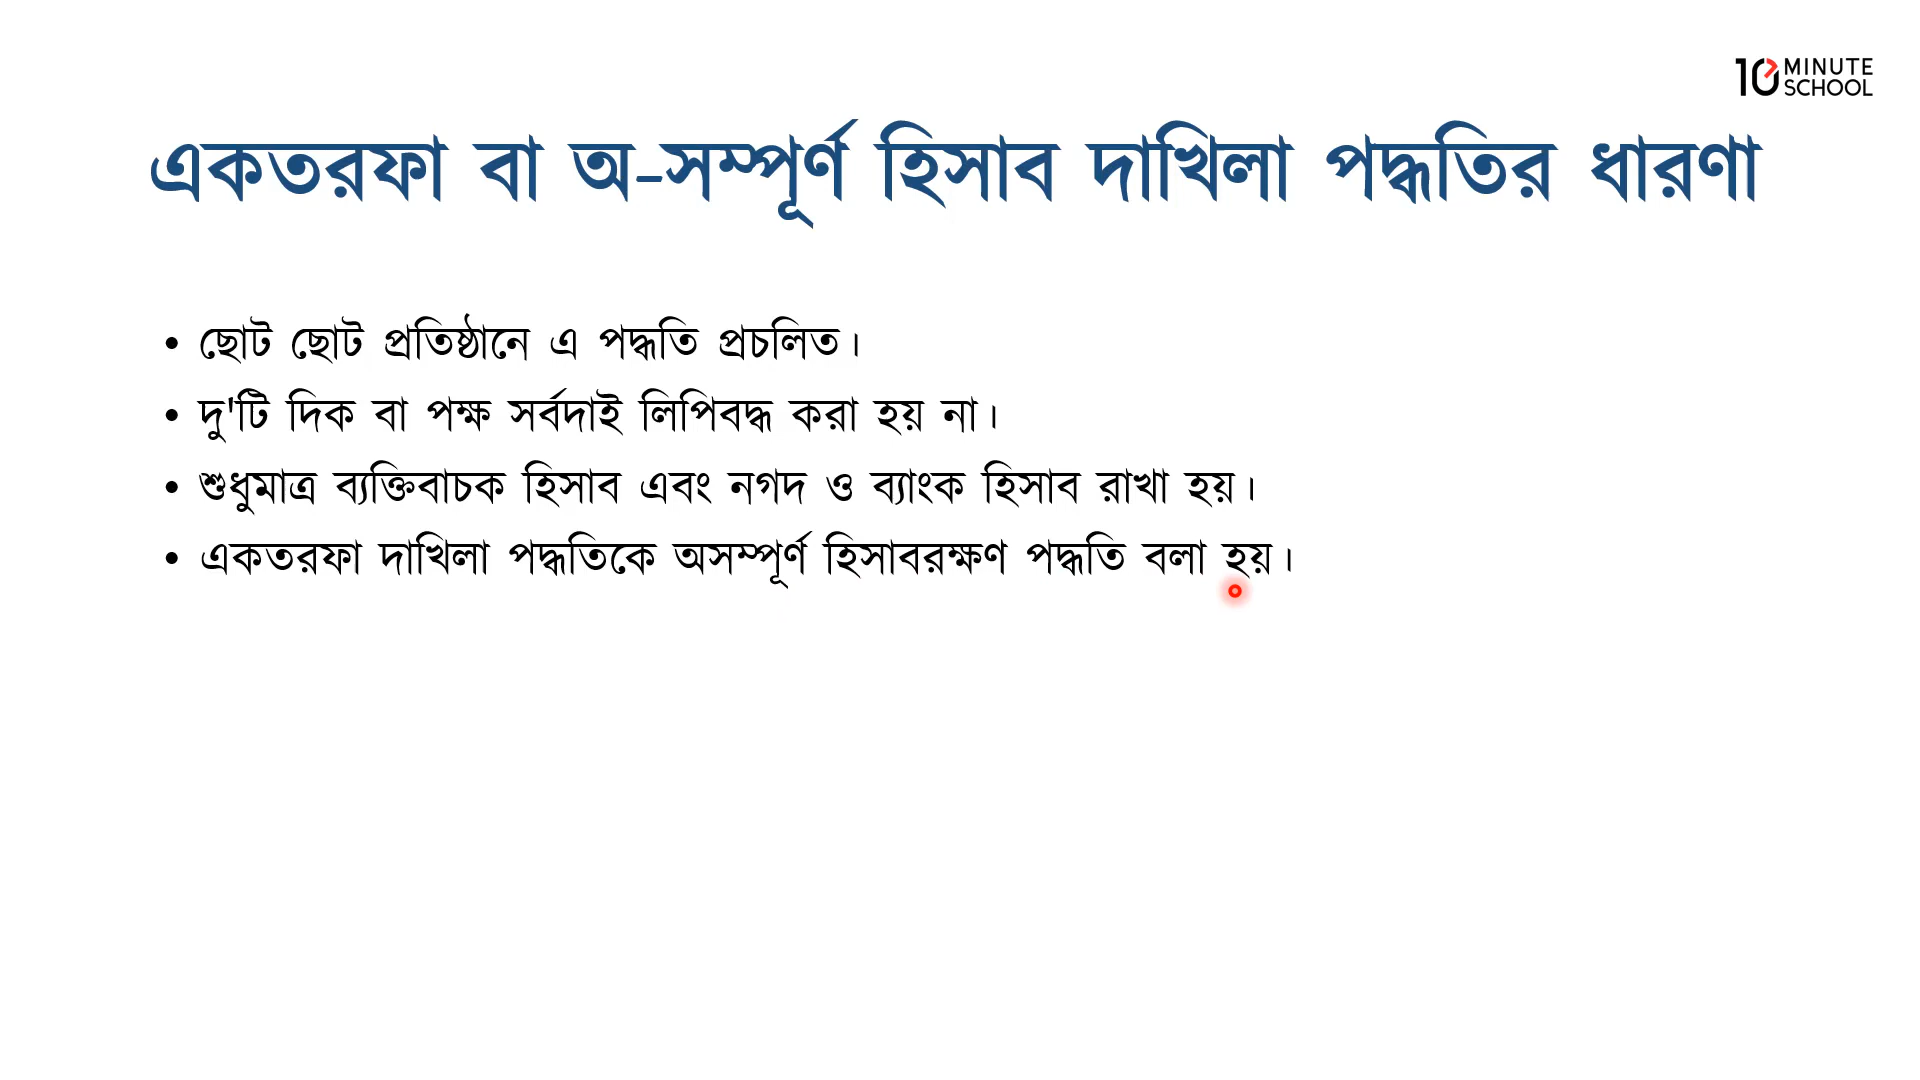 10 MINUTE SCHOOL
একতরফা বা অ-সম্পূর্ণ হিসাব দাখিলা পদ্ধতির ধারণা
• ছোট ছোট প্রতিষ্ঠানে এ পদ্ধতি প্রচলিত।
• দু'টি দিক বা পক্ষ সর্বদাই লিপিবদ্ধ করা হয় না।
• শুধুমাত্র ব্যক্তিবাচক হিসাব এবং নগদ ও ব্যাংক হিসাব রাখা হয়।
• একতরফা দাখিলা পদ্ধতিকে অসম্পূর্ণ হিসাবরক্ষণ পদ্ধতি বলা হয়।